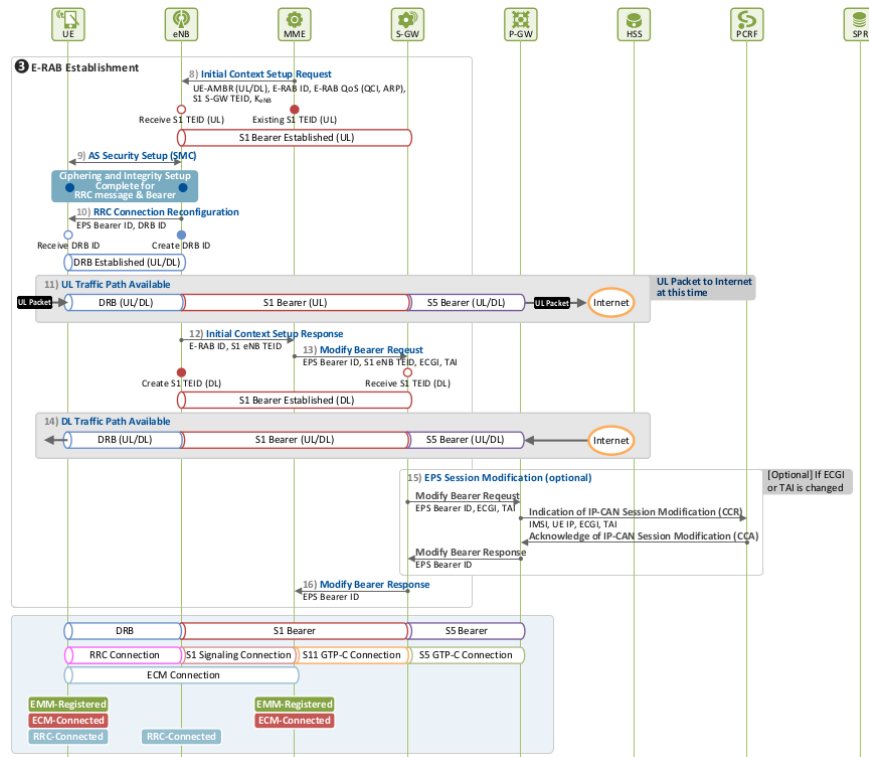 UE
eNB
MME
S-GW
P-GW
HSS
PCRF
SPR
3 E-RAB Establishment
8) Initial Context Setup Request
UE-AMBR (UL/DL), E-RAB ID, E-RAB QoS (QCI, ARP),
S1 S-GW TEID, KeNB
Receive S1 TEID (UL)
Existing S1 TEID (UL)
S1 Bearer Established (UL)
9) AS Security Setup (SMC)
Ciphering and Integrity Setup
Complete for
RRC message & Bearer
10) RRC Connection Reconfiguration
EPS Bearer ID, DRB ID
Receive DRB ID
Create DRB ID
DRB Established (UL/DL)
11) UL Traffic Path Available
UL Packet to Internet
at this time
UL Packet
DRB (UL/DL)
S1 Bearer (UL)
S5 Bearer (UL/DL)
UL Packet
Internet
12) Initial Context Setup Response
E-RAB ID, S1 eNB TEID
13) Modify Bearer Reqeust
EPS Bearer ID, S1 eNB TEID, ECGI, TAI
Create S1 TEID (DL)
Receive S1 TEID (DL)
S1 Bearer Established (DL)
14) DL Traffic Path Available
DRB (UL/DL)
S1 Bearer (UL/DL)
S5 Bearer (UL/DL)
Internet
15) EPS Session Modification (optional)
[Optional] If ECGI
or TAI is changed
Modify Bearer Reqeust
EPS Bearer ID, ECGI, TAI
Indication of IP-CAN Session Modification (CCR)
IMSI, UE IP, ECGI, TAI
Acknowledge of IP-CAN Session Modification (CCA)
Modify Bearer Response
EPS Bearer ID
16) Modify Bearer Response
EPS Bearer ID
DRB
S1 Bearer
S5 Bearer
RRC Connection
S1 Signaling Connection
S11 GTP-C Connection
S5 GTP-C Connection
ECM Connection
EMM-Registered
EMM-Registered
ECM-Connected
ECM-Connected
RRC-Connected
RRC-Connected